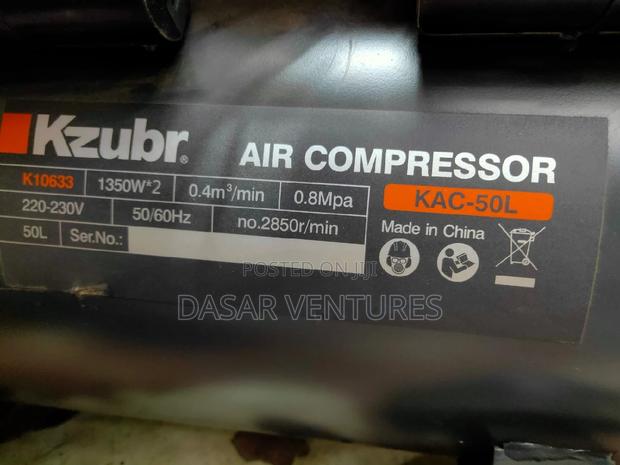 Kzubr® AIR COMPRESSOR
K10633 1350W*2 0.4m³/min 0.8Mpa KAC-50L
220-230V 50/60Hz no.2850r/min Made in China
50L Ser.No.:
POSTED ON JIJI
DASAR VENTURES